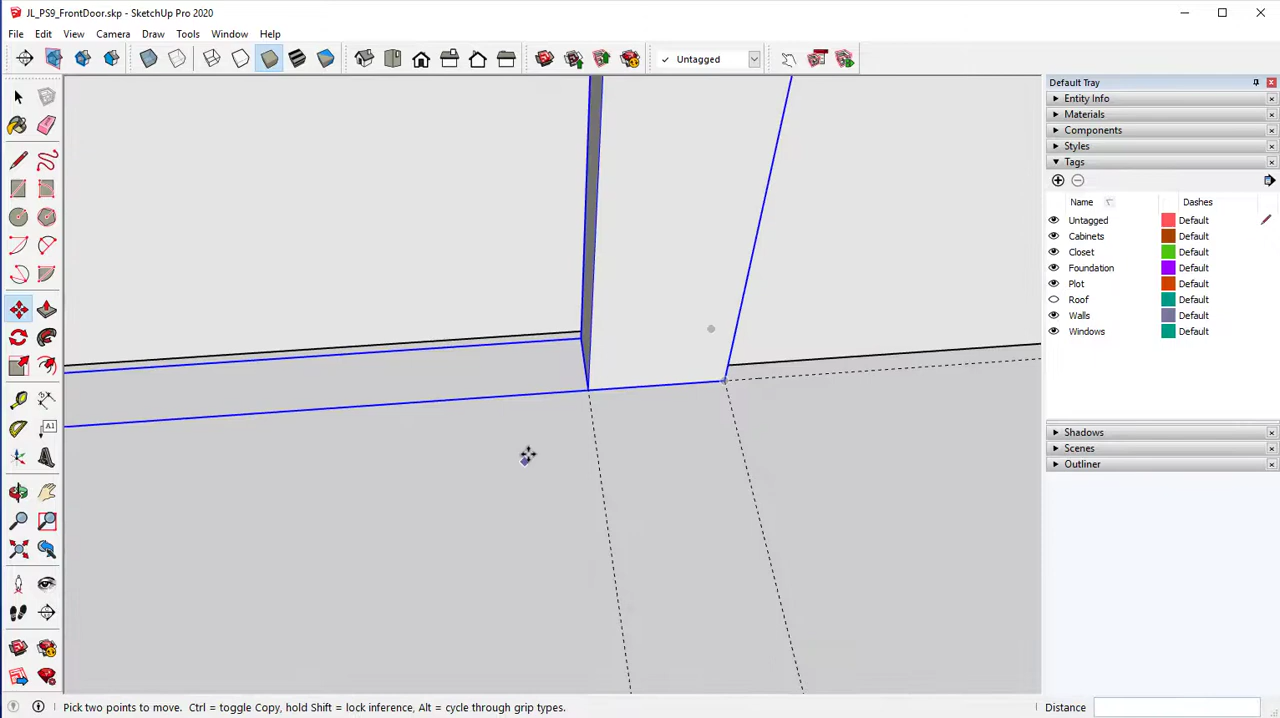 JL_PS9_FrontDoor.skp - SketchUp Pro 2020
File Edit View Camera Draw Tools Window Help
Untagged
Default Tray
Entity Info
Materials
Components
Styles
Tags
Name Dashes
Untagged Default
Cabinets Default
Closet Default
Foundation Default
Plot Default
Roof Default
Walls Default
Windows Default
Shadows
Scenes
Outliner
A1
Pick two points to move. Ctrl = toggle Copy, hold Shift = lock inference, Alt = cycle through grip types.
Distance